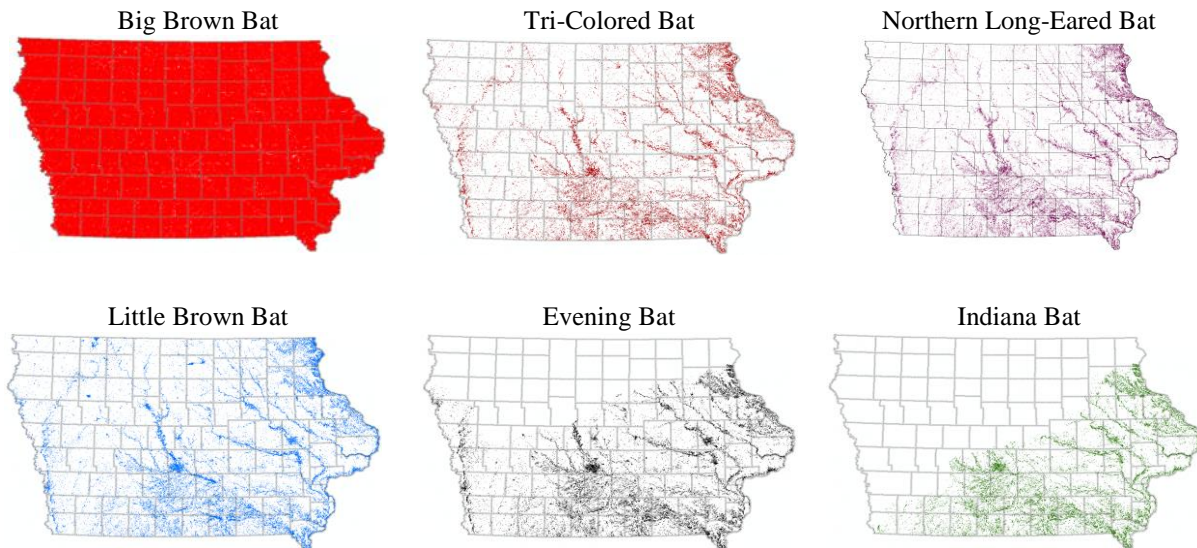 Big Brown Bat
Tri-Colored Bat
Northern Long-Eared Bat
Little Brown Bat
Evening Bat
Indiana Bat